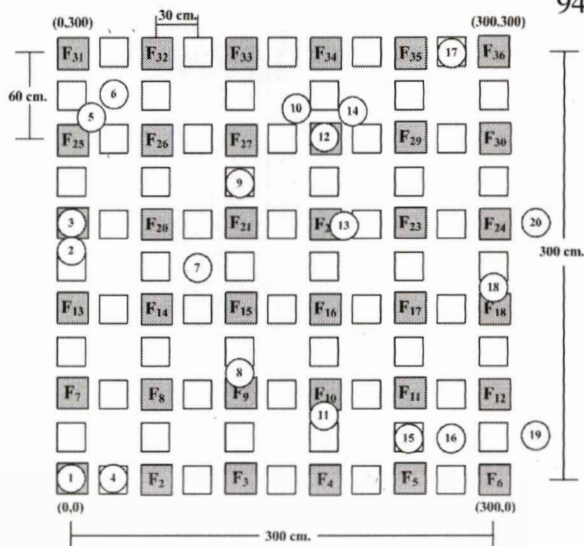 94
30 cm.
(0,300) (300,300)
F31 F32 F33 F34 F35 17 F36
60 cm.
6
5 10 14
F25 F26 F27 12 F29 F30
9
3 F20 F21 13 F23 F24 20
2
7
300 cm.
18
F13 F14 F15 F16 F17 F18
8
F7 F8 F9 F10 F11 F12
11
15 16 19
1 4 F2 F3 F4 F5 F6
(0,0) (300,0)
300 cm.